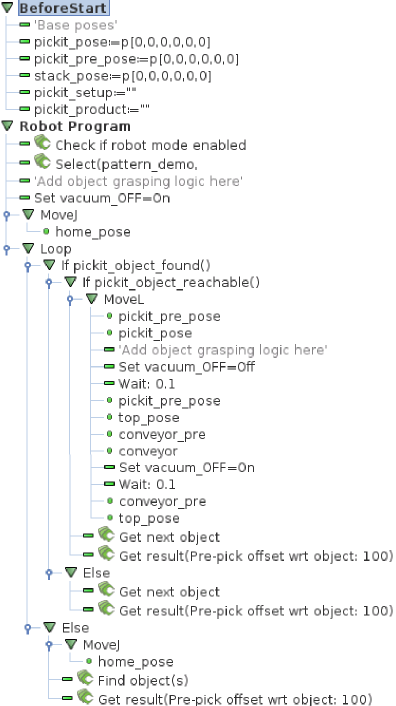 BeforeStart
'Base poses'
pickit_pose:=p[0,0,0,0,0,0]
pickit_pre_pose:=p[0,0,0,0,0,0]
stack_pose:=p[0,0,0,0,0,0]
pickit_setup:=""
pickit_product:=""
Robot Program
Check if robot mode enabled
Select(pattern_demo,
'Add object grasping logic here'
Set vacuum_OFF=On
MoveJ
home_pose
Loop
If pickit_object_found()
If pickit_object_reachable()
MoveL
pickit_pre_pose
pickit_pose
'Add object grasping logic here'
Set vacuum_OFF=Off
Wait: 0.1
pickit_pre_pose
top_pose
conveyor_pre
conveyor
Set vacuum_OFF=On
Wait: 0.1
conveyor_pre
top_pose
Get next object
Get result(Pre-pick offset wrt object: 100)
Else
Get next object
Get result(Pre-pick offset wrt object: 100)
Else
MoveJ
home_pose
Find object(s)
Get result(Pre-pick offset wrt object: 100)